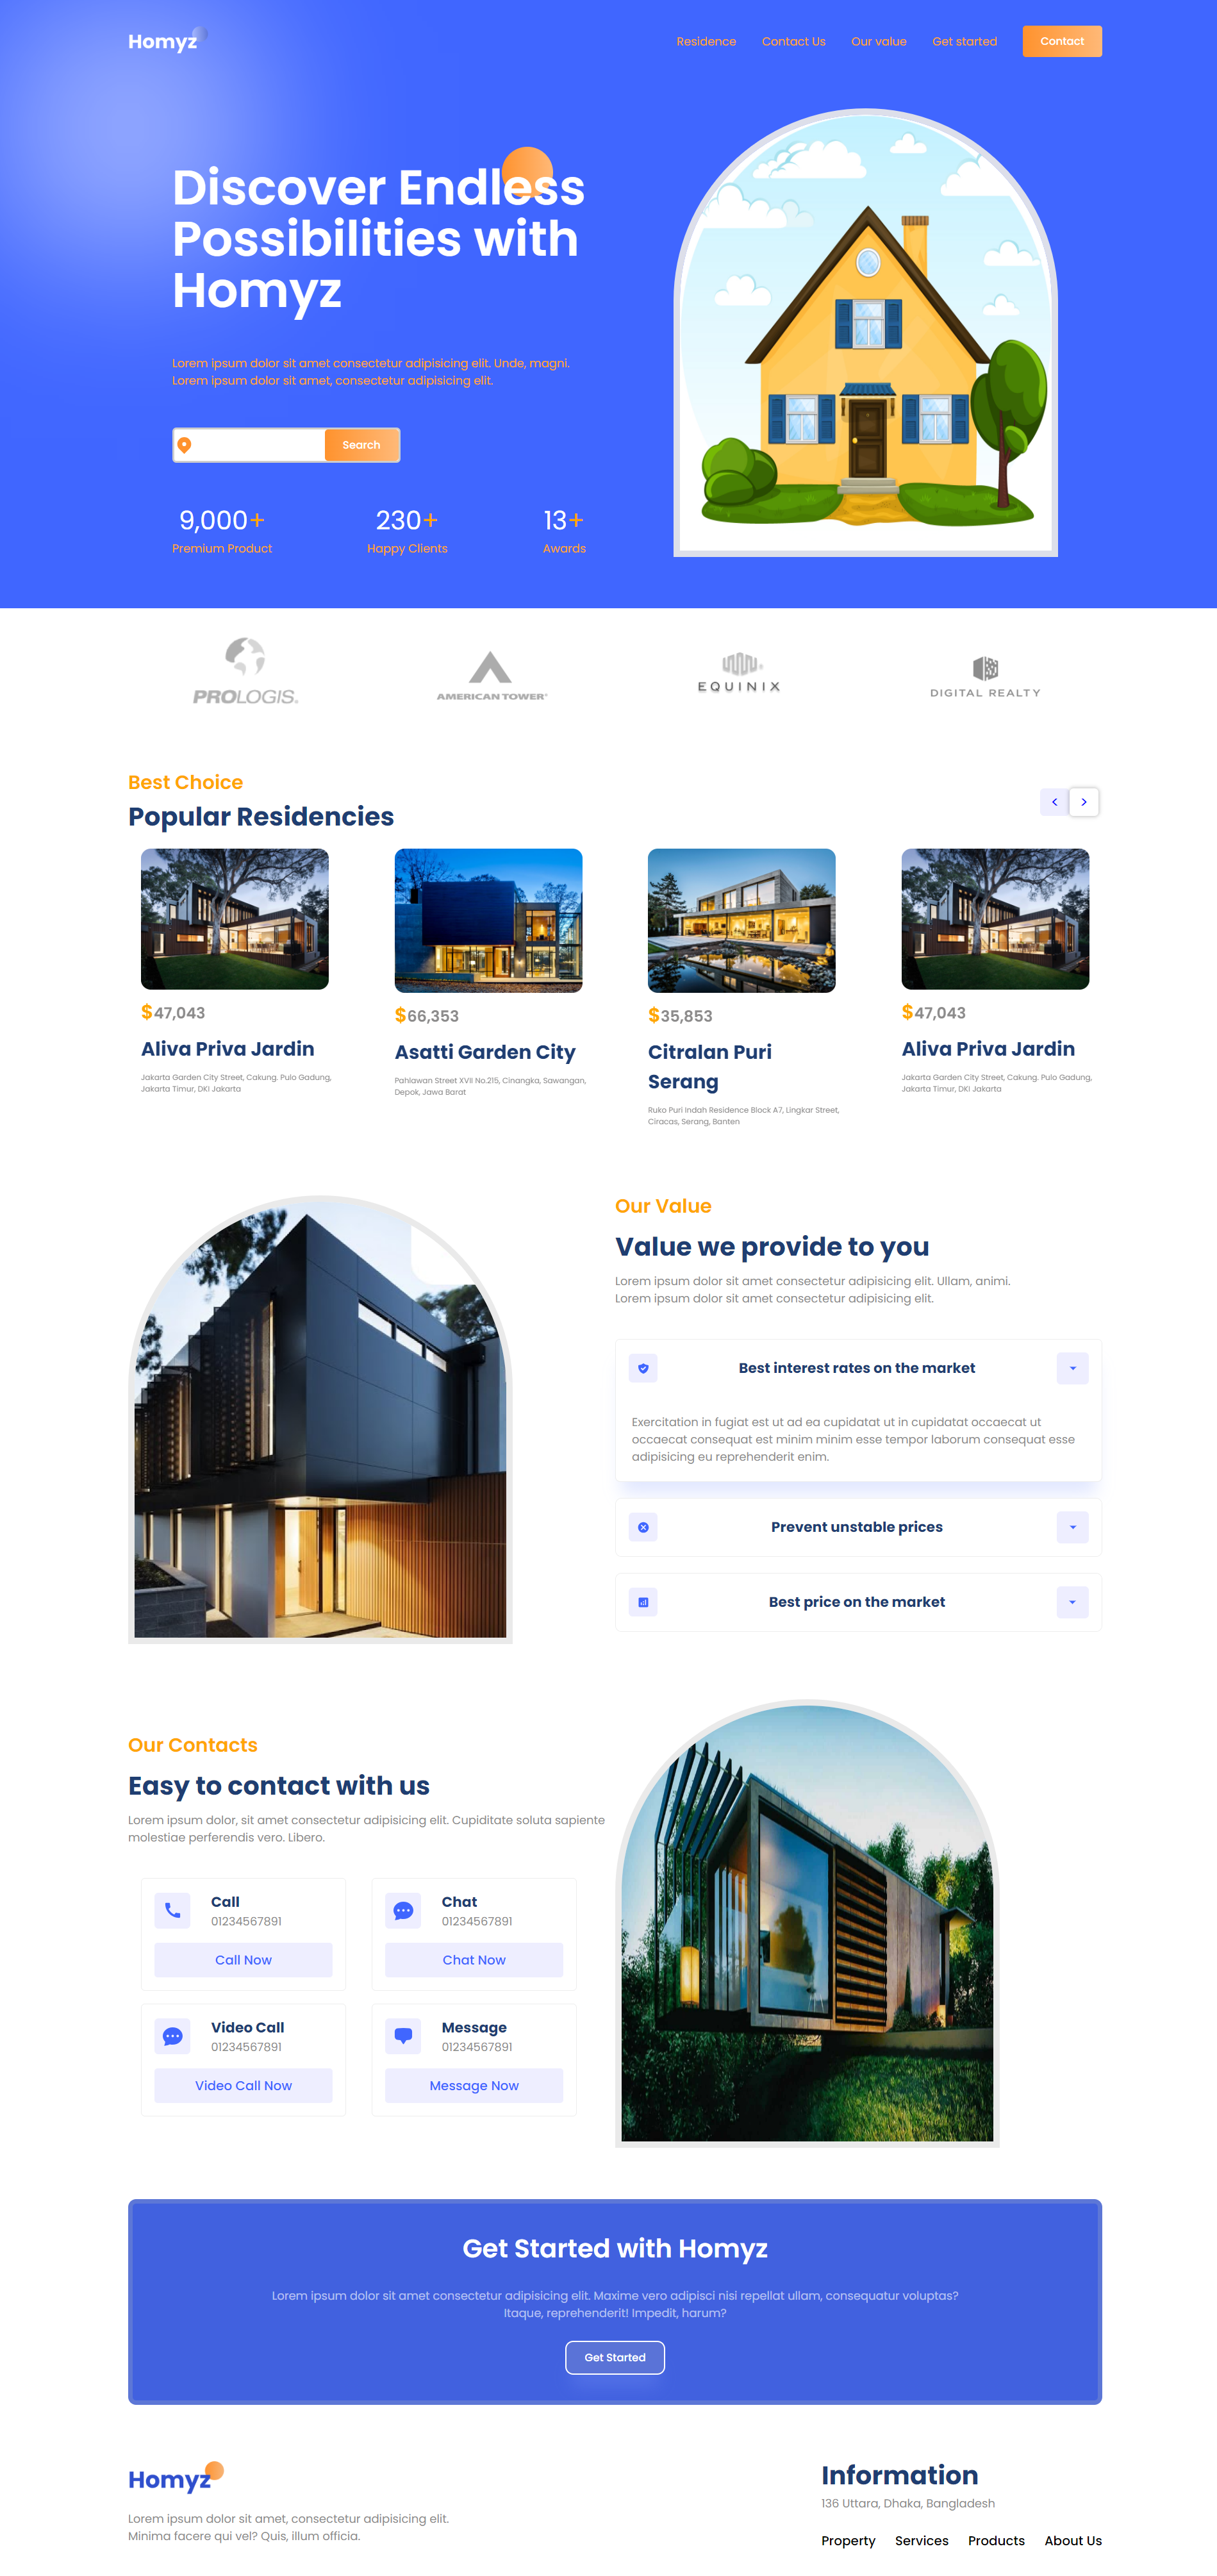 Homyz
Residence
Contact Us
Our value
Get started
Contact
Discover Endless
Possibilities with
Homyz
Lorem ipsum dolor sit amet consectetur adipisicing elit. Unde, magni.
Lorem ipsum dolor sit amet, consectetur adipisicing elit.
Search
9,000+
Premium Product
230+
Happy Clients
13+
Awards
PROLOGIS.
AMERICAN TOWER®
EQUINIX
DIGITAL REALTY
Best Choice
Popular Residencies
<
>
$47,043
Aliva Priva Jardin
Jakarta Garden City Street, Cakung. Pulo Gadung,
Jakarta Timur, DKI Jakarta
$66,353
Asatti Garden City
Pahlawan Street XVII No.215, Cinangka, Sawangan,
Depok, Jawa Barat
$35,853
Citralan Puri
Serang
Ruko Puri Indah Residence Block A7, Lingkar Street,
Ciracas, Serang, Banten
$47,043
Aliva Priva Jardin
Jakarta Garden City Street, Cakung. Pulo Gadung,
Jakarta Timur, DKI Jakarta
Our Value
Value we provide to you
Lorem ipsum dolor sit amet consectetur adipisicing elit. Ullam, animi.
Lorem ipsum dolor sit amet consectetur adipisicing elit.
Best interest rates on the market
Exercitation in fugiat est ut ad ea cupidatat ut in cupidatat occaecat ut
occaecat consequat est minim minim esse tempor laborum consequat esse
adipisicing eu reprehenderit enim.
Prevent unstable prices
Best price on the market
Our Contacts
Easy to contact with us
Lorem ipsum dolor, sit amet consectetur adipisicing elit. Cupiditate soluta sapiente
molestiae perferendis vero. Libero.
Call
01234567891
Call Now
Chat
01234567891
Chat Now
Video Call
01234567891
Video Call Now
Message
01234567891
Message Now
Get Started with Homyz
Lorem ipsum dolor sit amet consectetur adipisicing elit. Maxime vero adipisci nisi repellat ullam, consequatur voluptas?
Itaque, reprehenderit! Impedit, harum?
Get Started
Homyz
Lorem ipsum dolor sit amet, consectetur adipisicing elit.
Minima facere qui vel? Quis, illum officia.
Information
136 Uttara, Dhaka, Bangladesh
Property
Services
Products
About Us